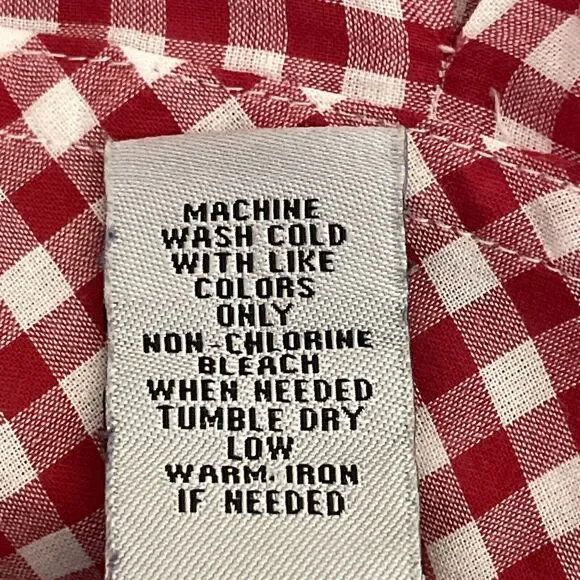 MACHINE
WASH COLD
WITH LIKE
COLORS
ONLY
NON-CHLORINE
BLEACH
WHEN NEEDED
TUMBLE DRY
LOW
WARM. IRON
IF NEEDED